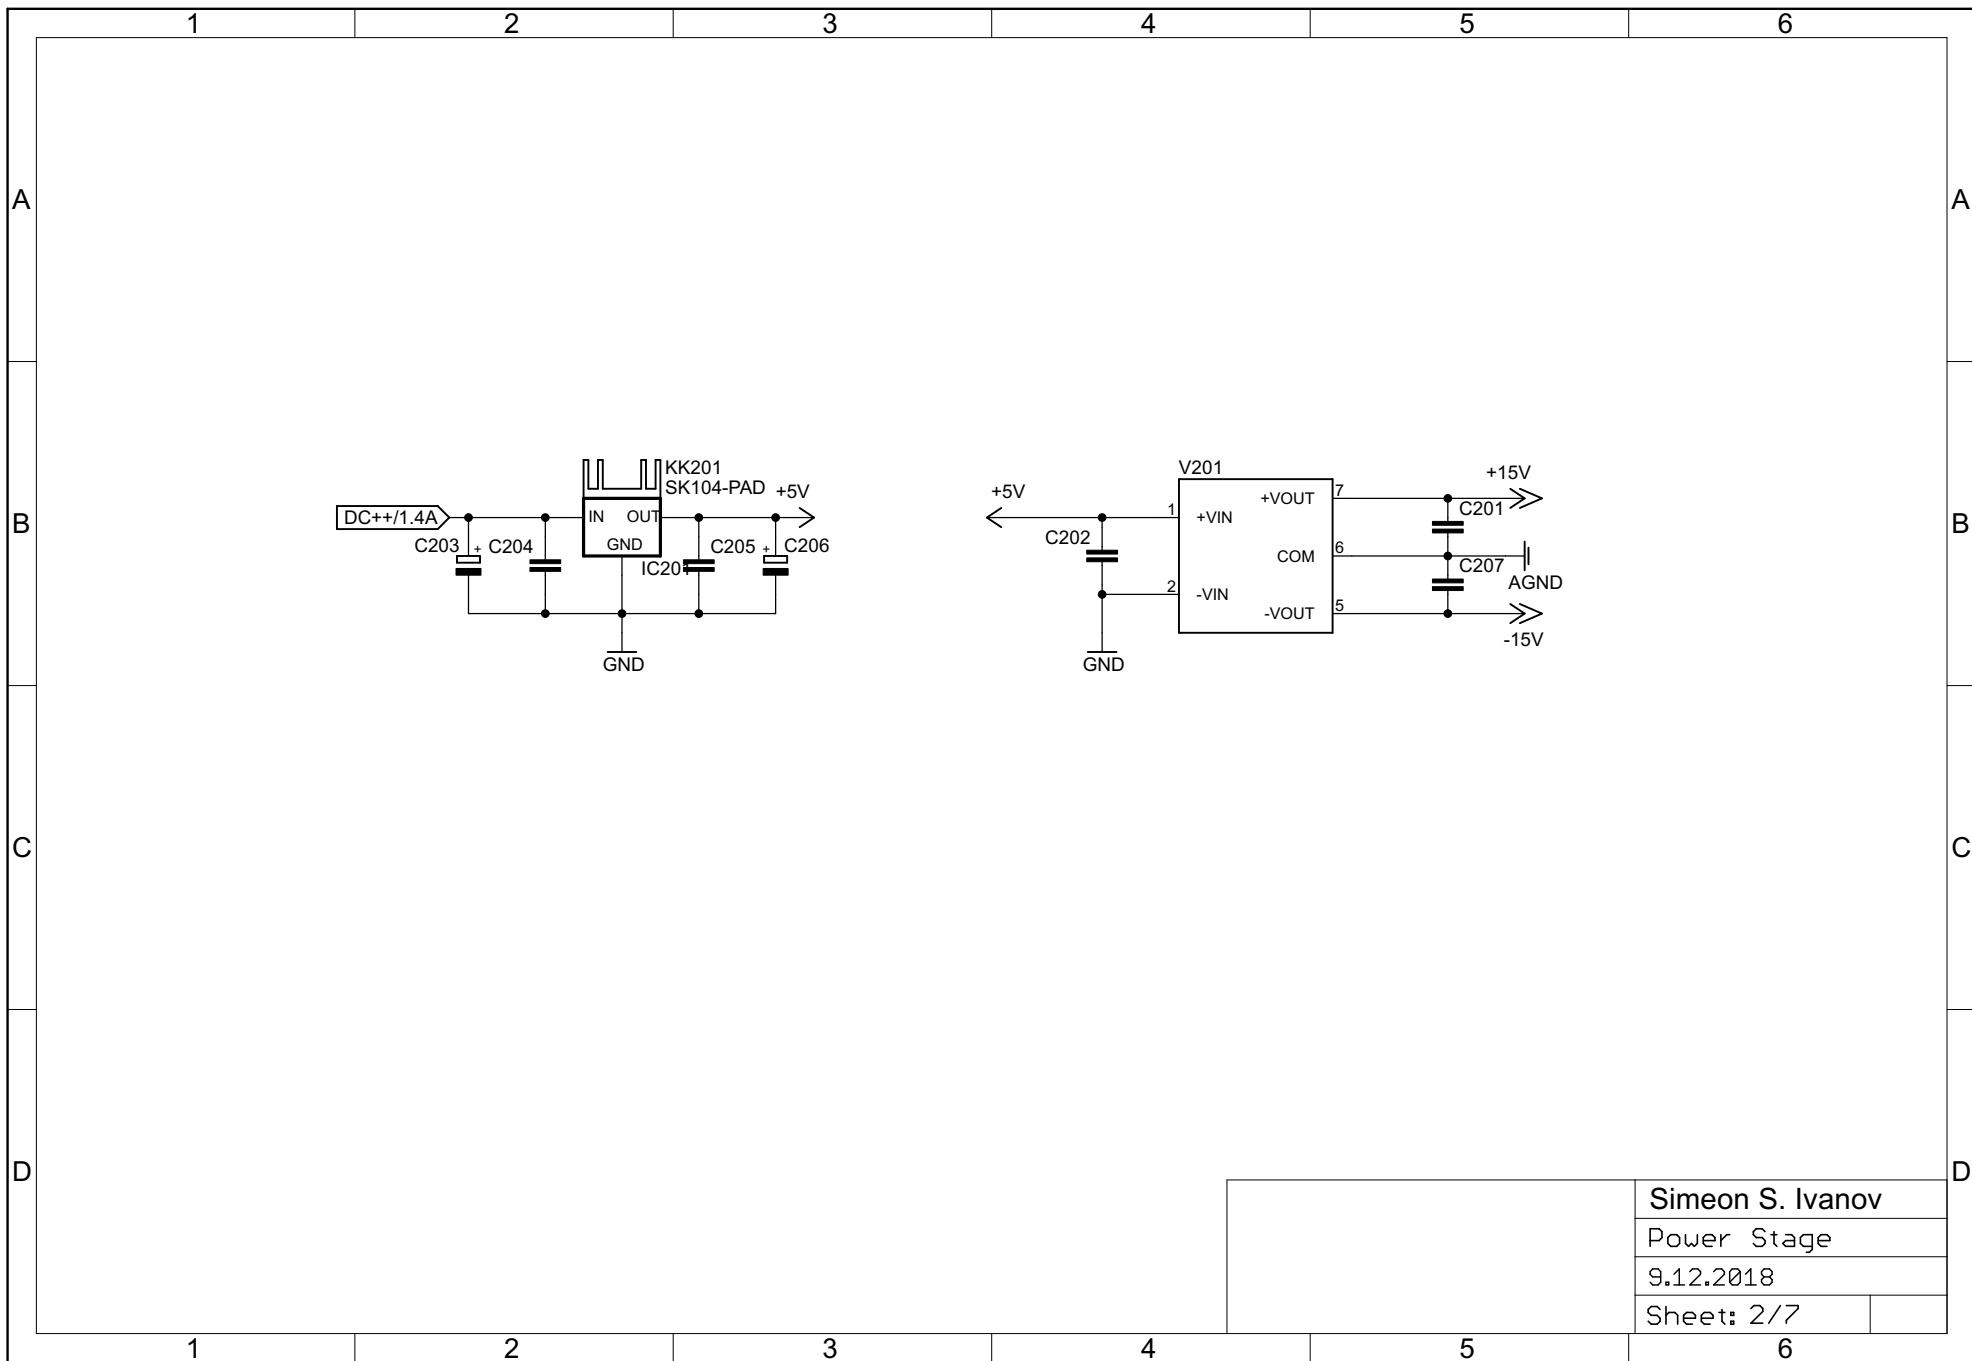 1 2 3 4 5 6
A A
KK201
SK104-PAD
+5V
DC++/1.4A
IN OUT
GND
C203 + C204
IC201
C205 + C206
GND
+5V
V201
+15V
1 +VIN
+VOUT 7
C201
C202
COM 6
C207
AGND
2 -VIN
-VOUT 5
-15V
GND
B B
C C
D D
Simeon S. Ivanov
Power Stage
9.12.2018
Sheet: 2/7
1 2 3 4 5 6